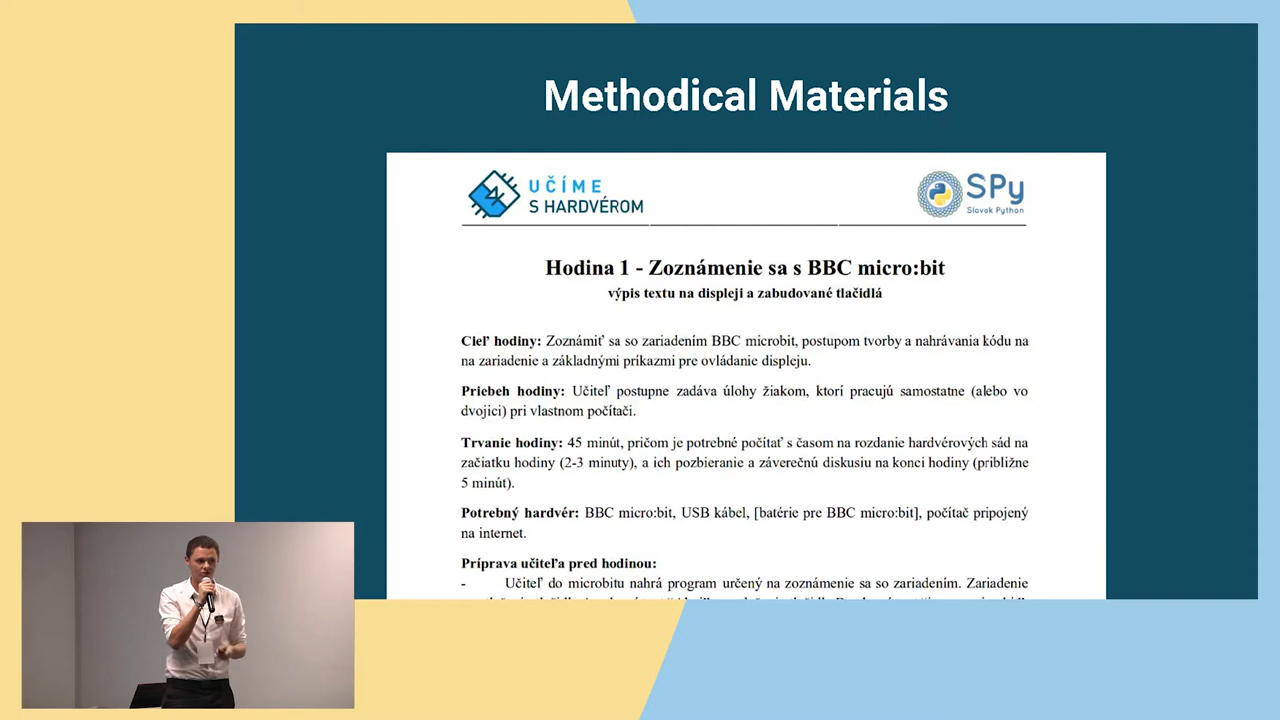 Methodical Materials
UČÍME
S HARDVÉROM
SPy
Slovak Python
Hodina 1 - Zoznámenie sa s BBC micro:bit
výpis textu na displeji a zabudované tlačidlá
Cieľ hodiny: Zoznámiť sa so zariadením BBC microbit, postupom tvorby a nahrávania kódu na
na zariadenie a základnými príkazmi pre ovládanie displeju.
Priebeh hodiny: Učiteľ postupne zadáva úlohy žiakom, ktorí pracujú samostatne (alebo vo
dvojici) pri vlastnom počítači.
Trvanie hodiny: 45 minút, pričom je potrebné počítať s časom na rozdanie hardvérových sád na
začiatku hodiny (2-3 minuty), a ich pozbieranie a záverečnú diskusiu na konci hodiny (približne
5 minút).
Potrebný hardvér: BBC micro:bit, USB kábel, [batérie pre BBC micro:bit], počítač pripojený
na internet.
Príprava učiteľa pred hodinou:
- Učiteľ do microbitu nahrá program určený na zoznámenie sa so zariadením. Zariadenie